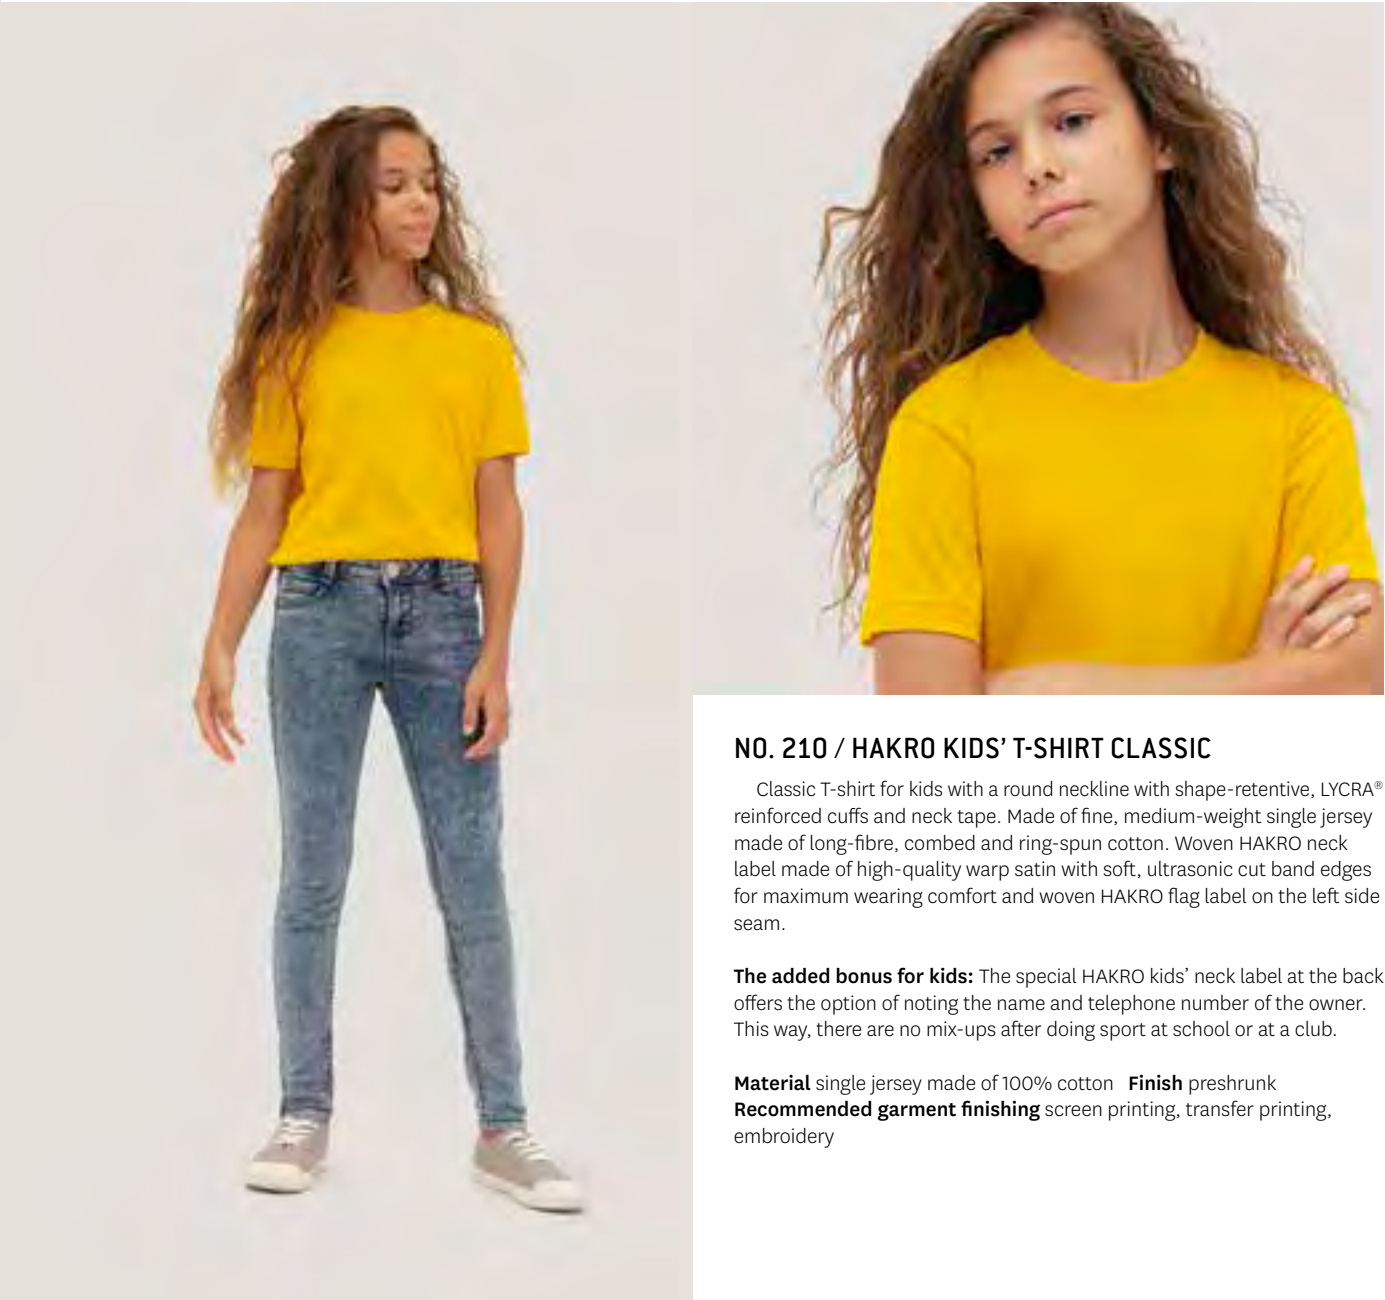 NO. 210 / HAKRO KIDS’ T-SHIRT CLASSIC
Classic T-shirt for kids with a round neckline with shape-retentive, LYCRA®
reinforced cuffs and neck tape. Made of fine, medium-weight single jersey
made of long-fibre, combed and ring-spun cotton. Woven HAKRO neck
label made of high-quality warp satin with soft, ultrasonic cut band edges
for maximum wearing comfort and woven HAKRO flag label on the left side
seam.
The added bonus for kids: The special HAKRO kids’ neck label at the back
offers the option of noting the name and telephone number of the owner.
This way, there are no mix-ups after doing sport at school or at a club.
Material single jersey made of 100% cotton Finish preshrunk
Recommended garment finishing screen printing, transfer printing,
embroidery